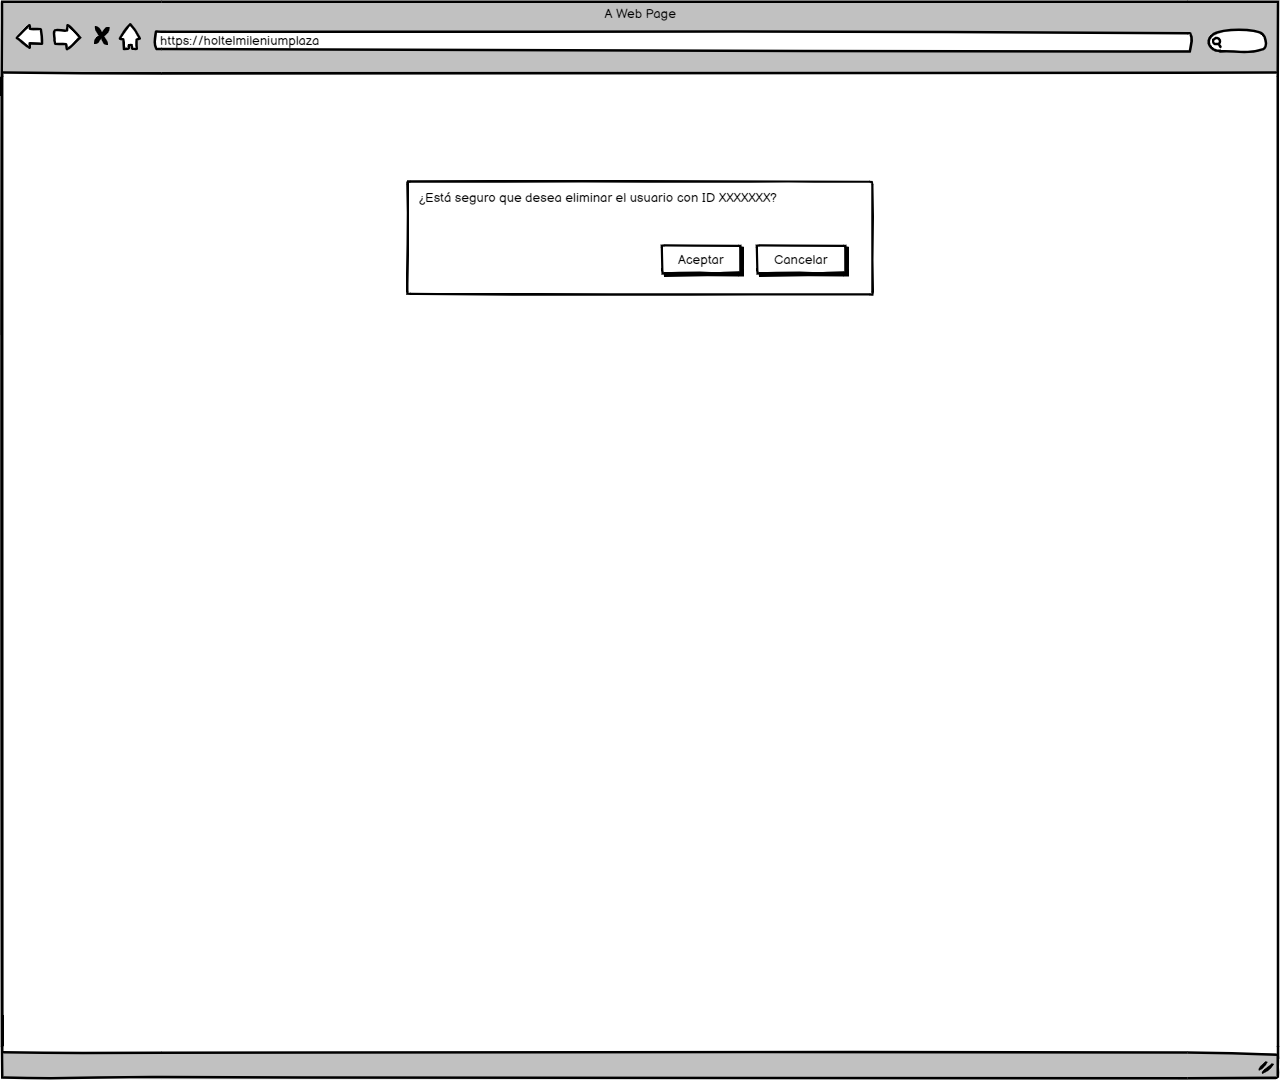 A Web Page
https://holtelmileniumplaza
¿Está seguro que desea eliminar el usuario con ID XXXXXXX?
Aceptar
Cancelar